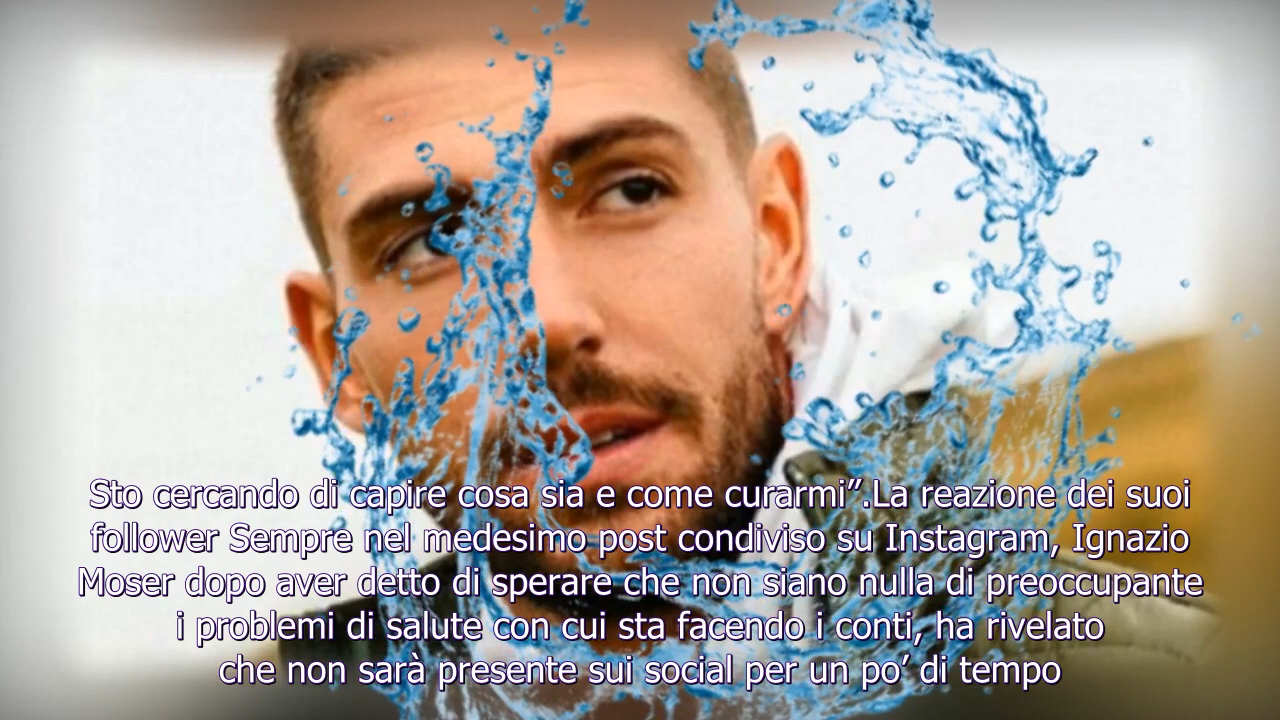 Sto cercando di capire cosa sia e come curarmi”.La reazione dei suoi
follower Sempre nel medesimo post condiviso su Instagram, Ignazio
Moser dopo aver detto di sperare che non siano nulla di preoccupante
i problemi di salute con cui sta facendo i conti, ha rivelato
che non sarà presente sui social per un po’ di tempo